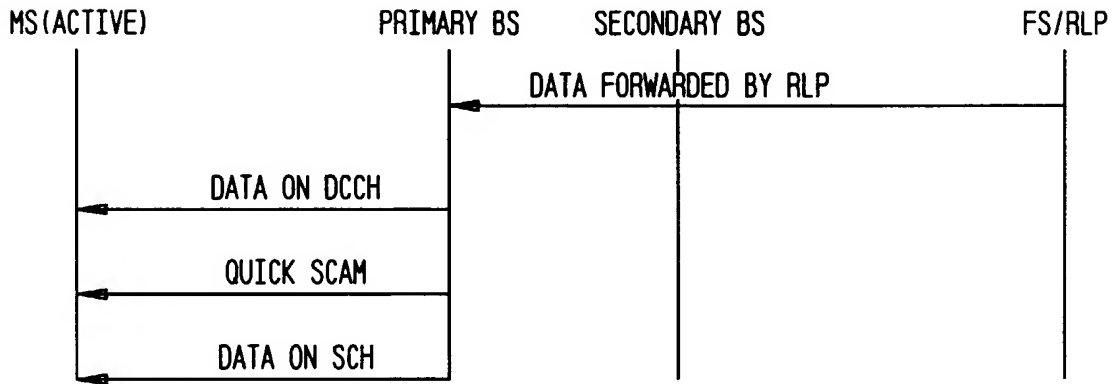 MS(ACTIVE) PRIMARY BS SECONDARY BS FS/RLP
DATA FORWARDED BY RLP
DATA ON DCCH
QUICK SCAM
DATA ON SCH